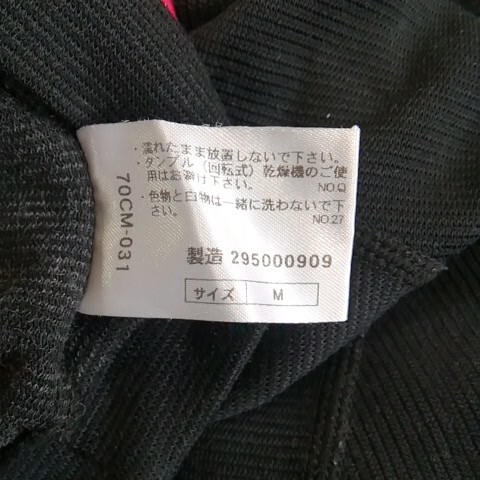 ・濡れたまま放置しないで下さい。
・タンブル（回転式）乾燥機のご使
用はお避け下さい。 NO.Q
・色物と白物は一緒に洗わないで下
さい。 NO.27
製造 295000909
サイズ M
70CM-031